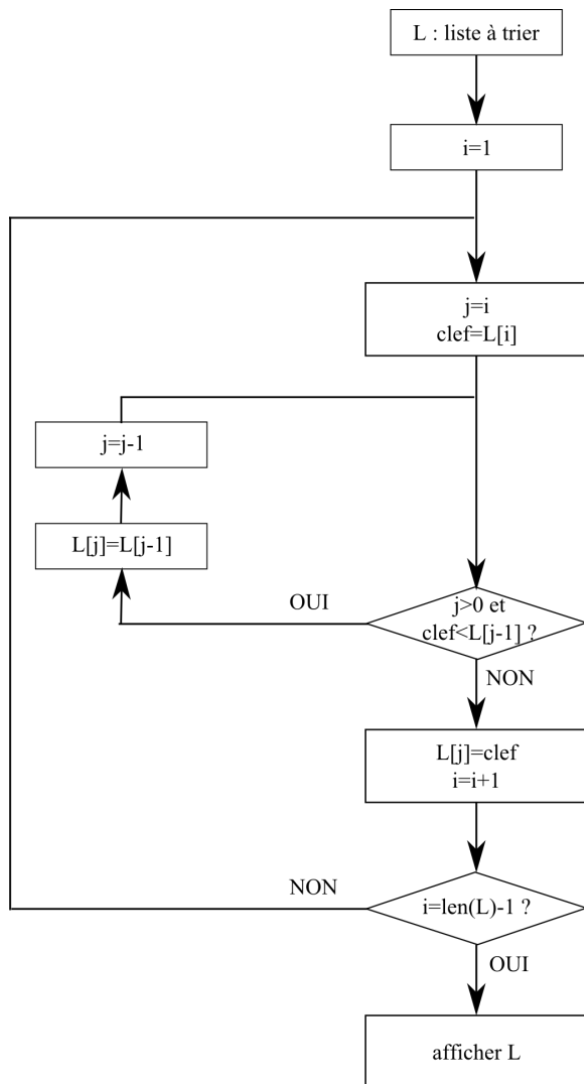 L : liste à trier
i=1
j=i
clef=L[i]
j=j-1
L[j]=L[j-1]
OUI
j>0 et
clef<L[j-1] ?
NON
L[j]=clef
i=i+1
NON
i=len(L)-1 ?
OUI
afficher L